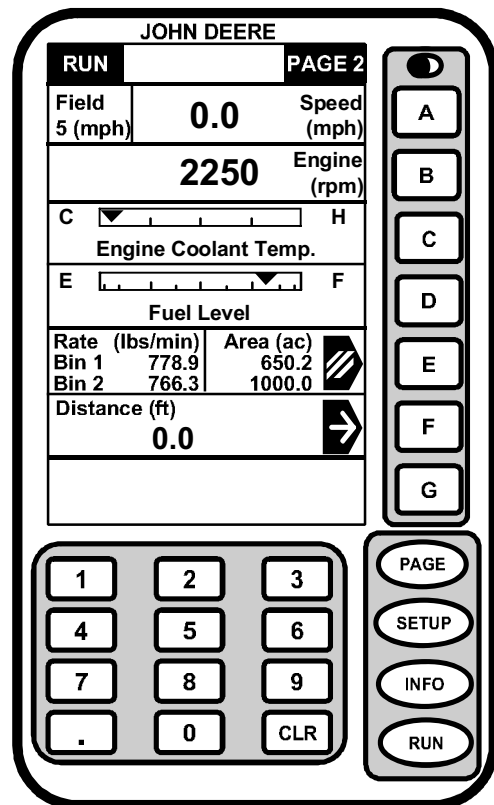 JOHN DEERE
RUN PAGE 2
Field 5 (mph) 0.0 Speed (mph)
2250 Engine (rpm)
C H
Engine Coolant Temp.
E F
Fuel Level
Rate (lbs/min) Area (ac)
Bin 1 778.9 650.2
Bin 2 766.3 1000.0
Distance (ft)
0.0
A
B
C
D
E
F
G
1 2 3
4 5 6
7 8 9
. 0 CLR
PAGE
SETUP
INFO
RUN